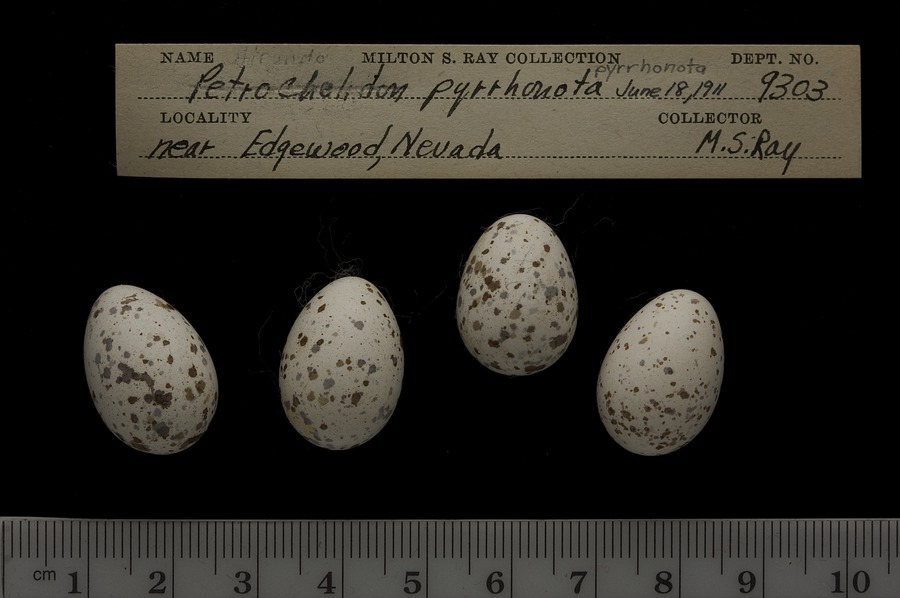 NAME Hirundo MILTON S. RAY COLLECTION DEPT. NO.
pyrrhonota
Petrochelidon pyrrhonota June 18, 1911 9303
LOCALITY COLLECTOR
near Edgewood, Nevada M.S. Ray
cm 1 2 3 4 5 6 7 8 9 10